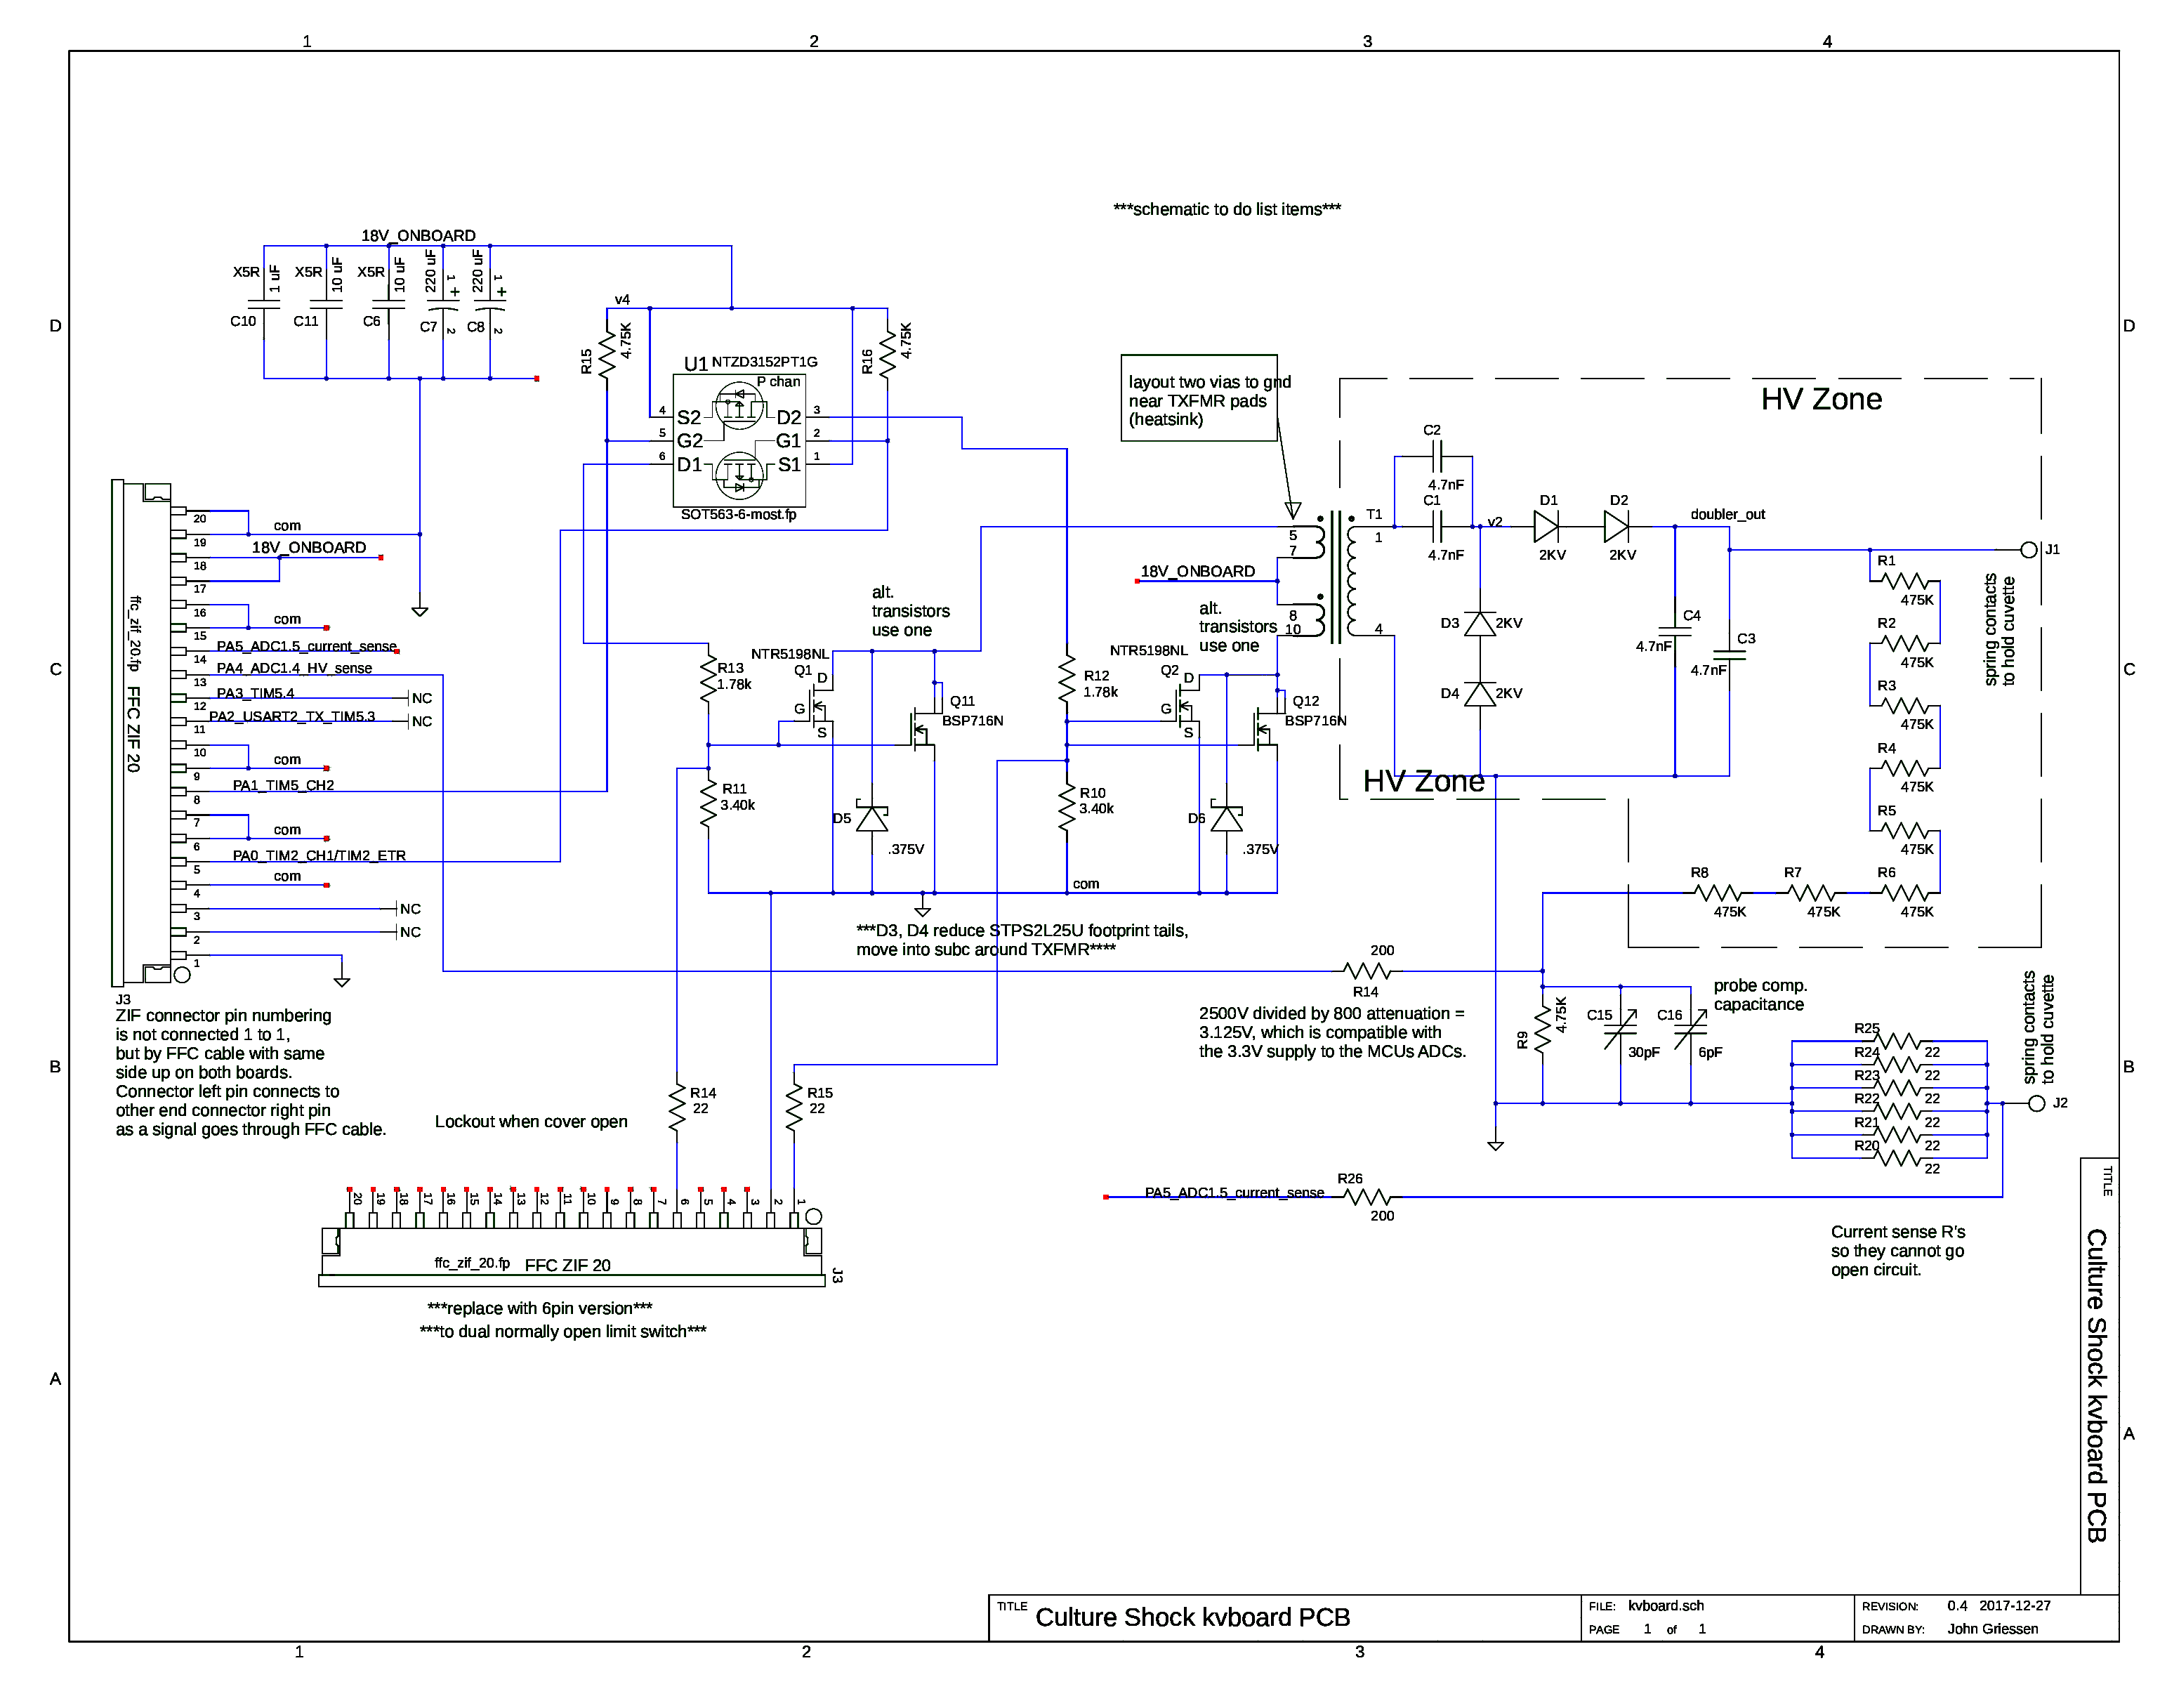 1
2
3
4
D
C
B
A
***schematic to do list items***
18V_ONBOARD
X5R
1 uF
C10
X5R
10 uF
C11
X5R
10 uF
C6
220 uF
1
+
C7
2
220 uF
1
+
C8
2
v4
R15
4.75K
R16
4.75K
U1
NTZD3152PT1G
P chan
4
S2
D2
3
5
G2
G1
2
6
D1
S1
1
SOT563-6-most.fp
layout two vias to gnd
near TXFMR pads
(heatsink)
HV Zone
HV Zone
C2
4.7nF
C1
4.7nF
T1
1
4
5
7
8
10
18V_ONBOARD
v2
D1
2KV
D2
2KV
doubler_out
D3
2KV
D4
2KV
C4
4.7nF
C3
4.7nF
J1
spring contacts
to hold cuvette
R1
475K
R2
475K
R3
475K
R4
475K
R5
475K
R6
475K
R7
475K
R8
475K
20
19
com
18
18V_ONBOARD
17
16
15
com
14
PA5_ADC1.5_current_sense
13
PA4_ADC1.4_HV_sense
12
PA3_TIM5.4
NC
11
PA2_USART2_TX_TIM5.3
NC
10
9
com
8
PA1_TIM5_CH2
7
6
com
5
PA0_TIM2_CH1/TIM2_ETR
4
com
3
NC
2
NC
1
ffc_zif_20.fp
FFC ZIF 20
J3
ZIF connector pin numbering
is not connected 1 to 1,
but by FFC cable with same
side up on both boards.
Connector left pin connects to
other end connector right pin
as a signal goes through FFC cable.
alt.
transistors
use one
NTR5198NL
Q1
D
G
S
Q11
BSP716N
R13
1.78k
R11
3.40k
D5
.375V
alt.
transistors
use one
NTR5198NL
Q2
D
G
S
Q12
BSP716N
R12
1.78k
R10
3.40k
D6
.375V
com
***D3, D4 reduce STPS2L25U footprint tails,
move into subc around TXFMR****
200
R14
2500V divided by 800 attenuation =
3.125V, which is compatible with
the 3.3V supply to the MCUs ADCs.
R9
4.75K
C15
30pF
C16
6pF
probe comp.
capacitance
R25
22
R24
22
R23
22
R22
22
R21
22
R20
22
J2
spring contacts
to hold cuvette
PA5_ADC1.5_current_sense
R26
200
Current sense R's
so they cannot go
open circuit.
Lockout when cover open
R14
22
R15
22
20
19
18
17
16
15
14
13
12
11
10
9
8
7
6
5
4
3
2
1
ffc_zif_20.fp
FFC ZIF 20
J3
***replace with 6pin version***
***to dual normally open limit switch***
TITLE
Culture Shock kvboard PCB
TITLE
Culture Shock kvboard PCB
FILE:
kvboard.sch
PAGE
1
of
1
REVISION:
0.4 2017-12-27
DRAWN BY:
John Griessen
D
C
B
A
1
2
3
4